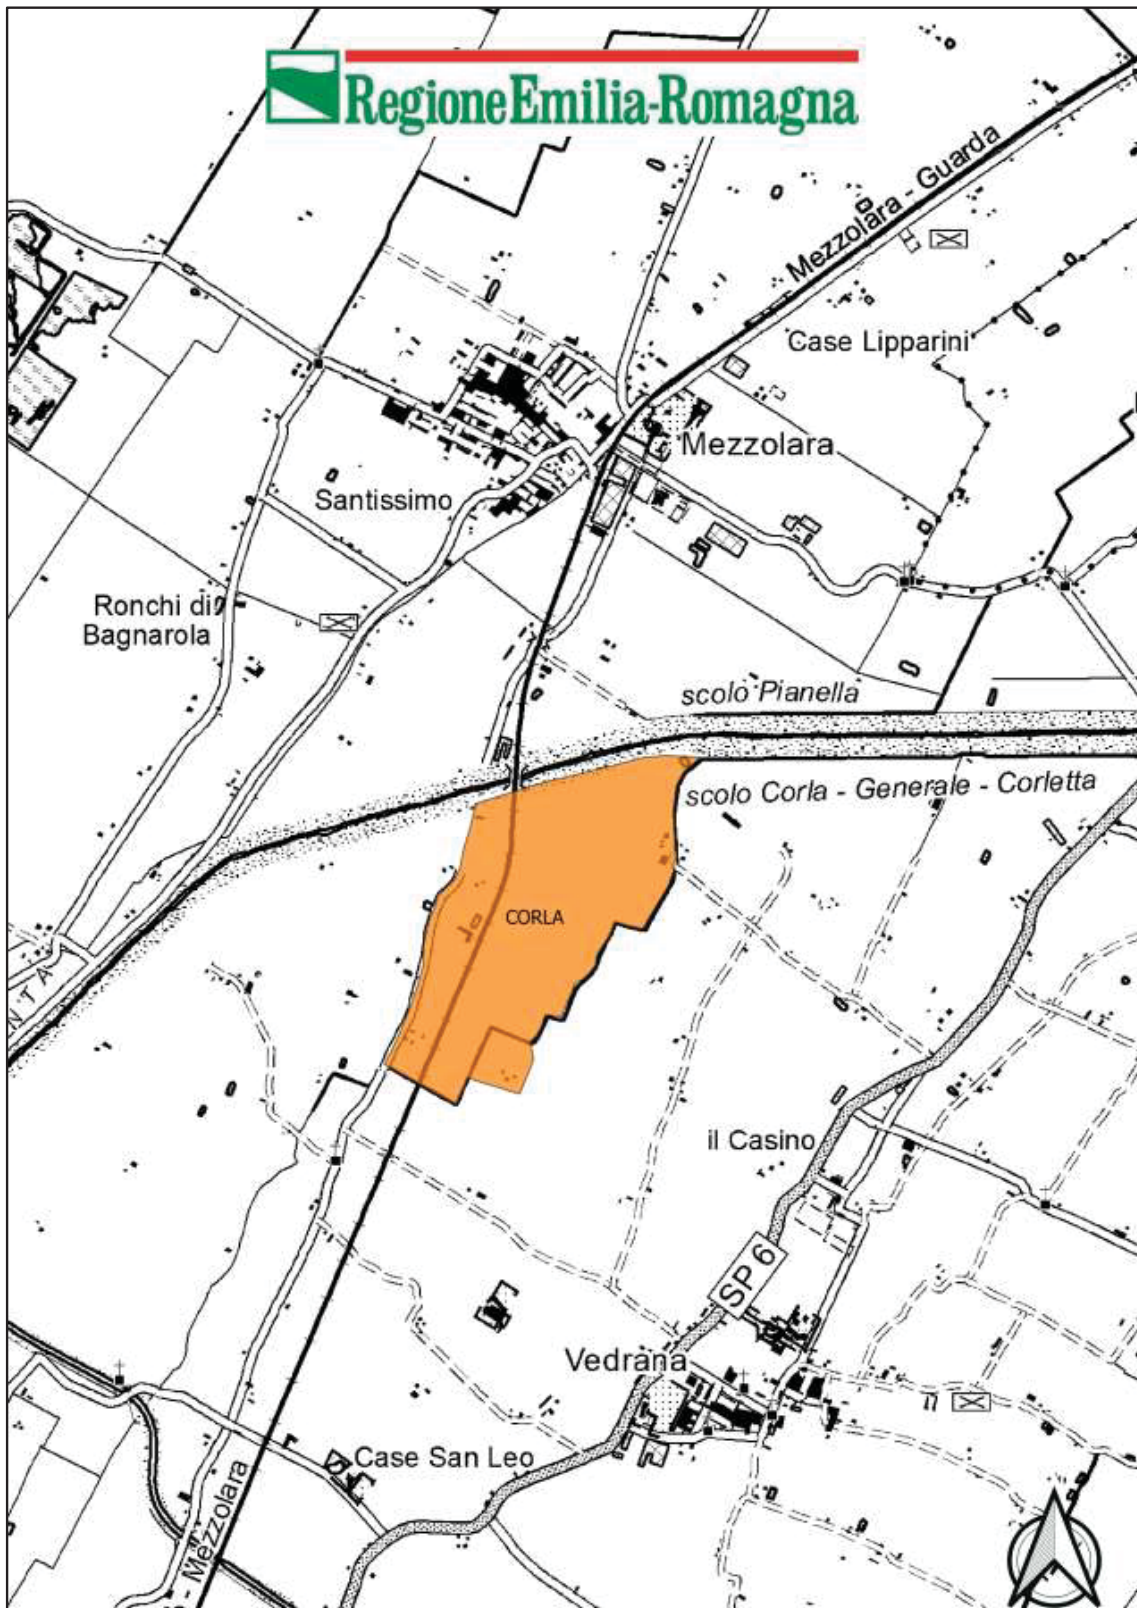 RegioneEmilia-Romagna
Mezzolara - Guarda
Case Lipparini
Mezzolara
Santissimo
Ronchi di
Bagnarola
scolo Pianella
scolo Corla - Generale - Corletta
CORLA
NTA
il Casino
SP 6
Vedrana
Case San Leo
- Mezzolara